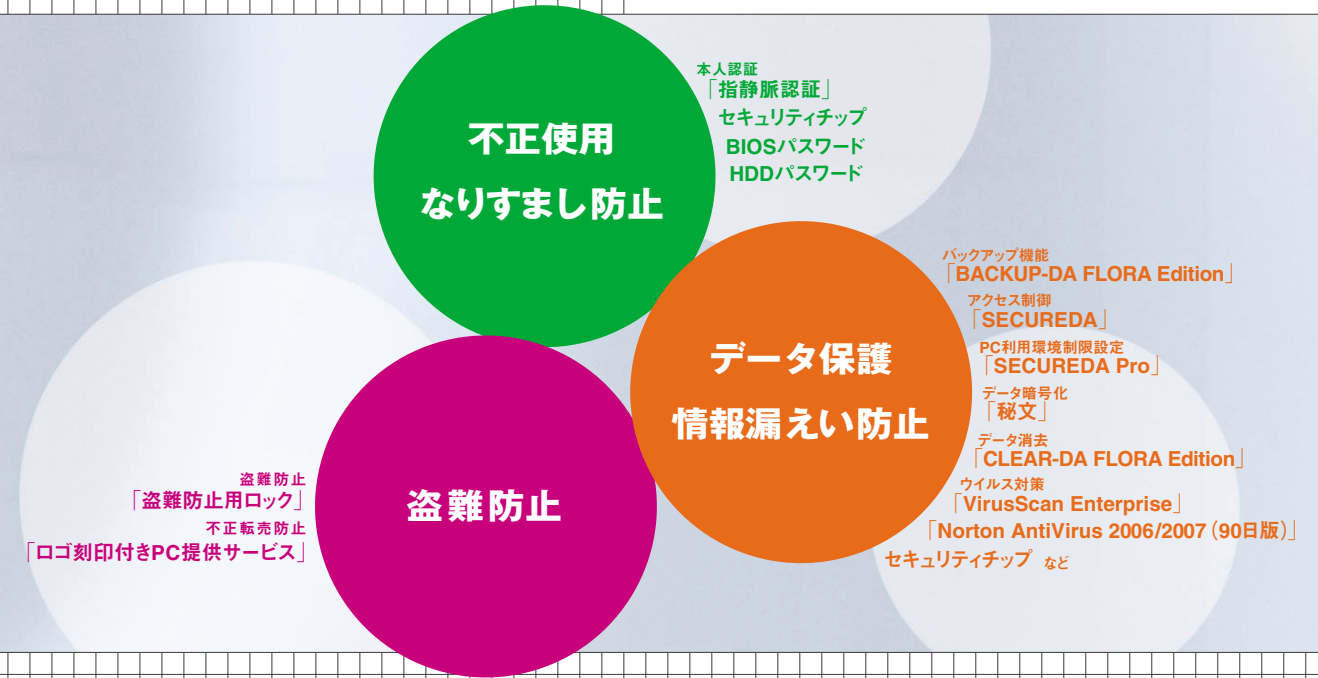 不正使用
なりすまし防止
本人認証
「指静脈認証」
セキュリティチップ
BIOSパスワード
HDDパスワード
データ保護
情報漏えい防止
バックアップ機能
「BACKUP-DA FLORA Edition」
アクセス制御
「SECUREDA」
PC利用環境制限設定
「SECUREDA Pro」
データ暗号化
「秘文」
データ消去
「CLEAR-DA FLORA Edition」
ウイルス対策
「VirusScan Enterprise」
「Norton AntiVirus 2006/2007（90日版）」
セキュリティチップ など
盗難防止
盗難防止
「盗難防止用ロック」
不正転売防止
「ロゴ刻印付きPC提供サービス」